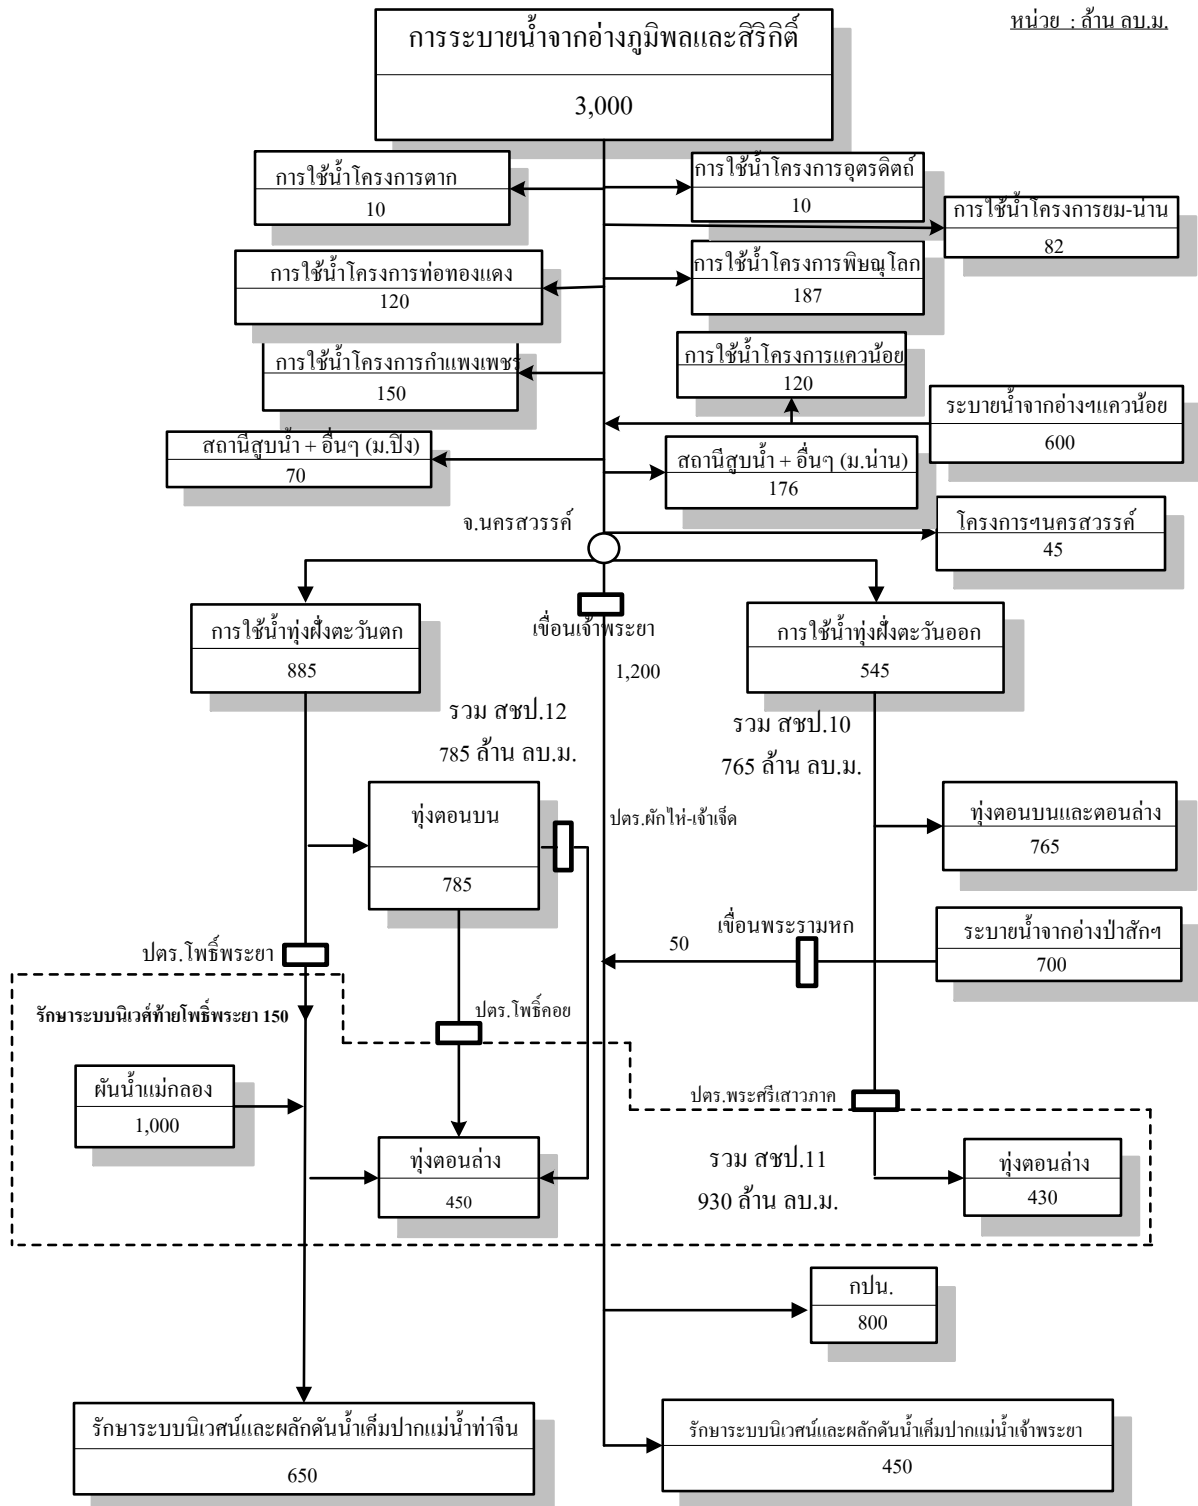 หน่วย : ล้าน ลบ.ม.
การระบายน้ำจากอ่างภูมิพลและสิริกิติ์
3,000
การใช้น้ำโครงการตาก
10
การใช้น้ำโครงการอุตรดิตถ์
10
การใช้น้ำโครงการยม-น่าน
82
การใช้น้ำโครงการท่อทองแดง
120
การใช้น้ำโครงการพิษณุโลก
187
การใช้น้ำโครงการกำแพงเพชร
150
การใช้น้ำโครงการแควน้อย
120
ระบายน้ำจากอ่างฯแควน้อย
600
สถานีสูบน้ำ + อื่นๆ (ม.ปิง)
70
สถานีสูบน้ำ + อื่นๆ (ม.น่าน)
176
จ.นครสวรรค์
โครงการฯนครสวรรค์
45
การใช้น้ำทุ่งฝั่งตะวันตก
885
เขื่อนเจ้าพระยา
1,200
การใช้น้ำทุ่งฝั่งตะวันออก
545
รวม สชป.12
785 ล้าน ลบ.ม.
รวม สชป.10
765 ล้าน ลบ.ม.
ทุ่งตอนบน
785
ปตร.ผักไห่-เจ้าเจ็ด
ทุ่งตอนบนและตอนล่าง
765
ปตร.โพธิ์พระยา
เขื่อนพระรามหก
50
ระบายน้ำจากอ่างป่าสักฯ
700
รักษาระบบนิเวศ์ท้ายโพธิ์พระยา 150
ปตร.โพธิ์คอย
ผันน้ำแม่กลอง
1,000
ปตร.พระศรีเสาวภาค
ทุ่งตอนล่าง
450
รวม สชป.11
930 ล้าน ลบ.ม.
ทุ่งตอนล่าง
430
กปน.
800
รักษาระบบนิเวศน์และผลักดันน้ำเค็มปากแม่น้ำท่าจีน
650
รักษาระบบนิเวศน์และผลักดันน้ำเค็มปากแม่น้ำเจ้าพระยา
450